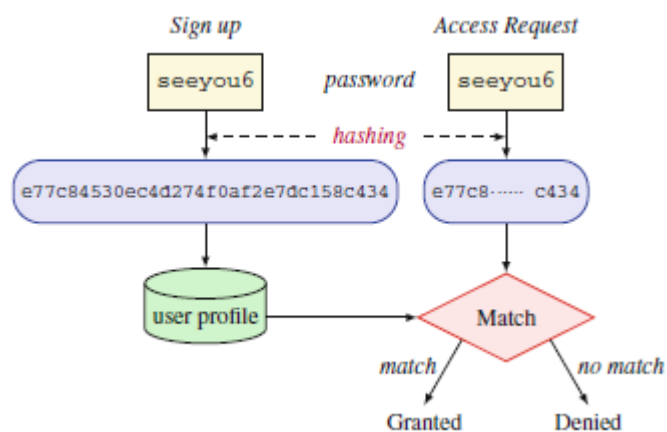 Sign up
Access Request
seeyou6
password
seeyou6
hashing
e77c84530ec4d274f0af2e7dc158c434
e77c8······ c434
user profile
Match
match
no match
Granted
Denied